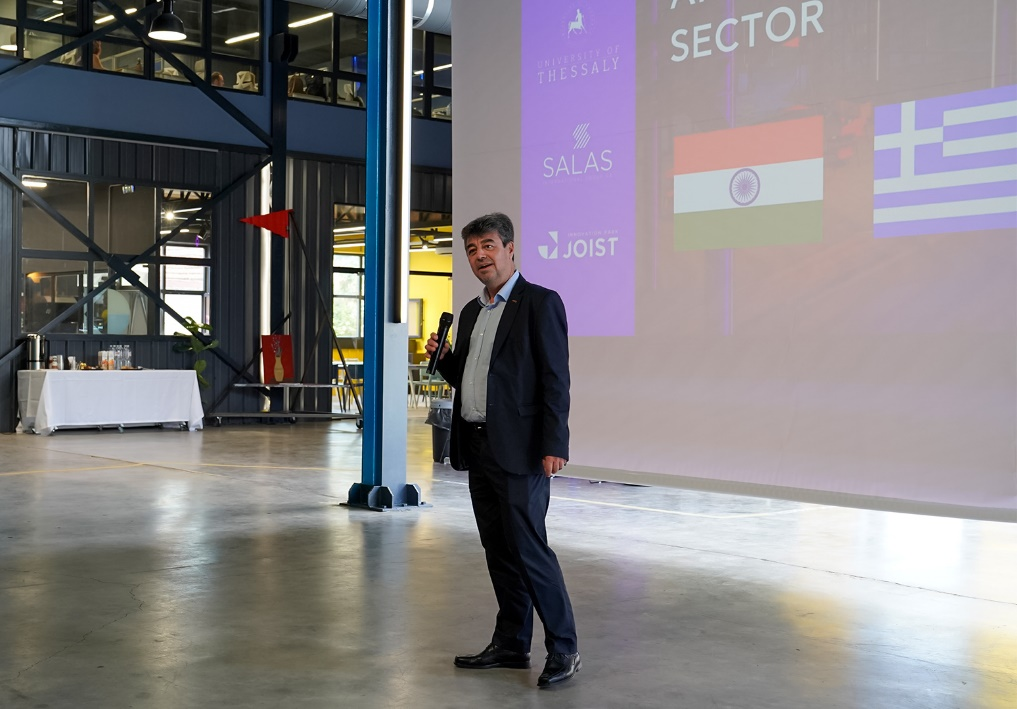 SECTOR
UNIVERSITY OF
THESSALY
SALAS
JOIST